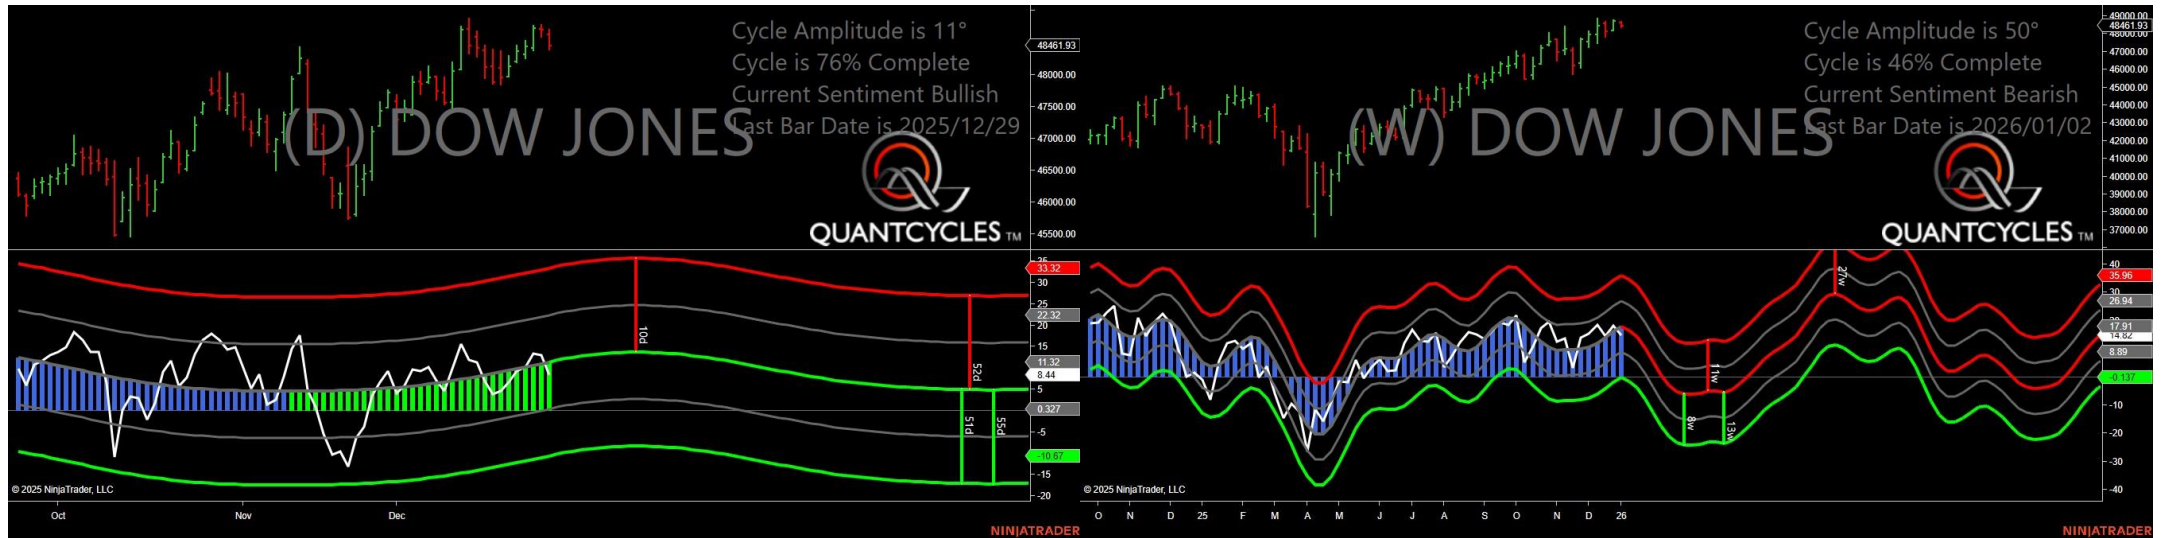 Cycle Amplitude is 11°
Cycle is 76% Complete
Current Sentiment Bullish
Last Bar Date is 2025/12/29
(D) DOW JONES
QUANTCYCLES TM
48461.93
48000.00
47500.00
47000.00
46500.00
46000.00
45500.00
35
33.32
30
25
22.32
20
15
11.32
8.44
5
0.327
-5
-10.67
-15
-20
10d
52d
51d
55d
© 2025 NinjaTrader, LLC
Oct Nov Dec
NINJATRADER
Cycle Amplitude is 50°
Cycle is 46% Complete
Current Sentiment Bearish
Last Bar Date is 2026/01/02
(W) DOW JONES
QUANTCYCLES TM
49000.00
48461.93
48000.00
47000.00
46000.00
45000.00
44000.00
43000.00
42000.00
41000.00
40000.00
39000.00
38000.00
37000.00
40
35.96
30
26.94
17.91
14.82
8.89
-0.137
-10
-20
-30
-40
27w
11w
8w
13w
© 2025 NinjaTrader, LLC
O N D 25 F M A M J J A S O N D 26
NINJATRADER